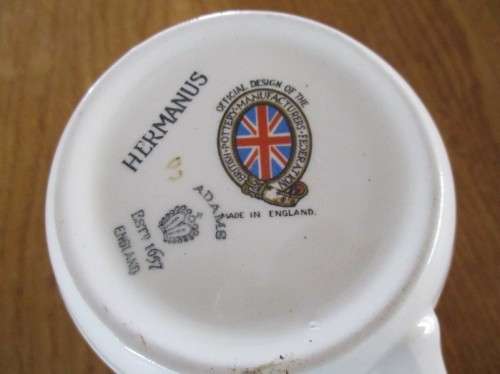 HERMANUS
OFFICIAL DESIGN OF THE
BRITISH POTTERY MANUFACTURERS' FEDERATION
MADE IN ENGLAND.
ADAMS
ESTD 1657
ENGLAND